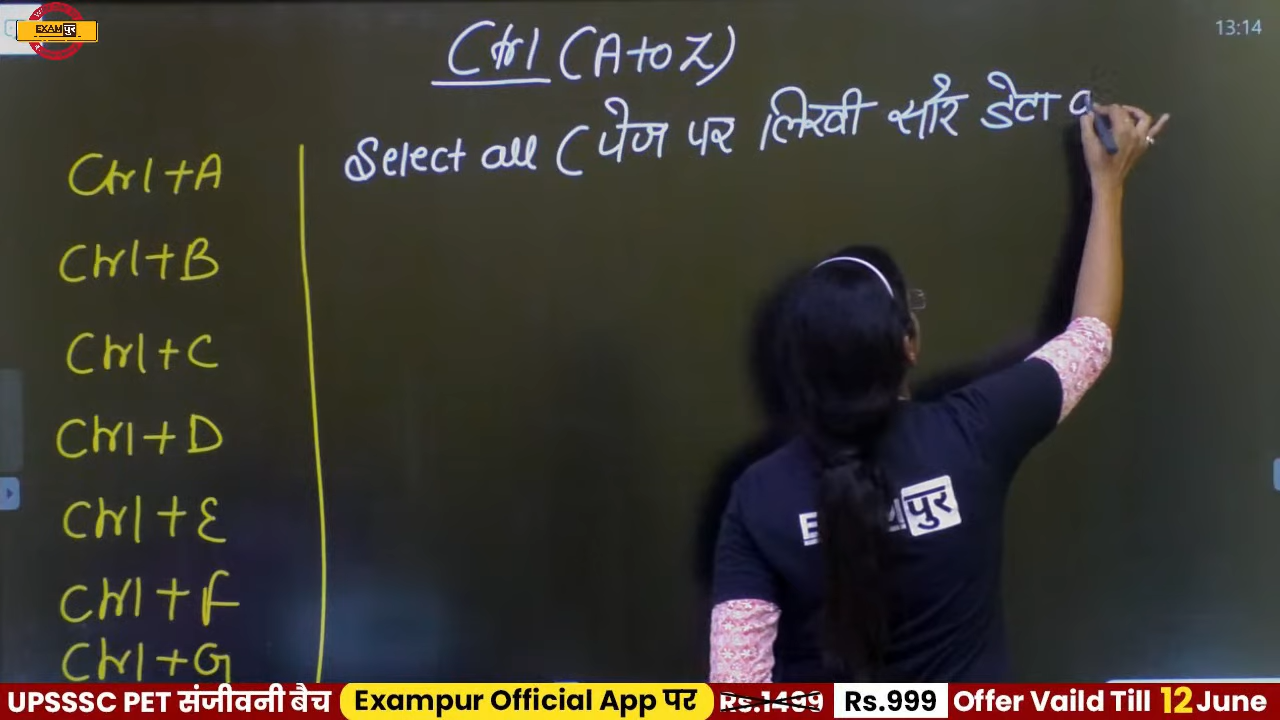 EXAMपुर
13:14
Ctrl (A to Z)
Select all ( पेज पर लिखी सारे डेटा
Ctrl+A
Ctrl+B
Ctrl+C
Ctrl+D
Ctrl+E
Ctrl+F
Ctrl+G
पुर
UPSSSC PET संजीवनी बैच Exampur Official App पर Rs.1499 Rs.999 Offer Vaild Till 12 June